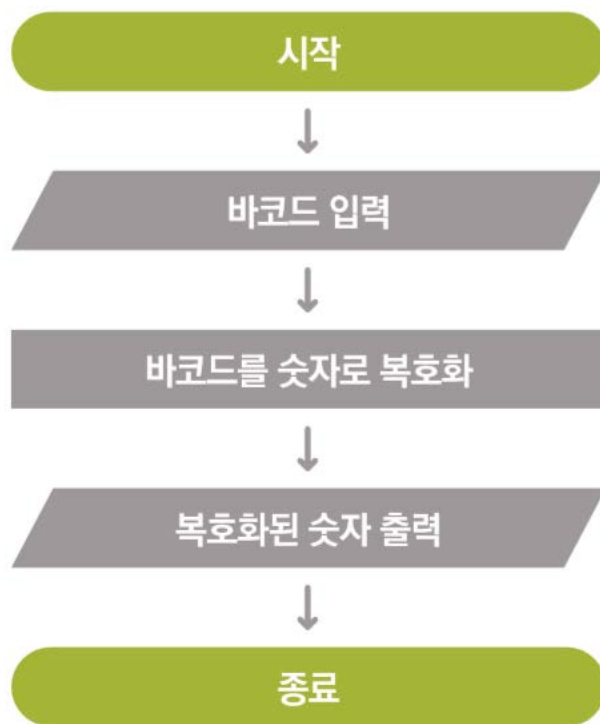 시작
바코드 입력
바코드를 숫자로 복호화
복호화된 숫자 출력
종료